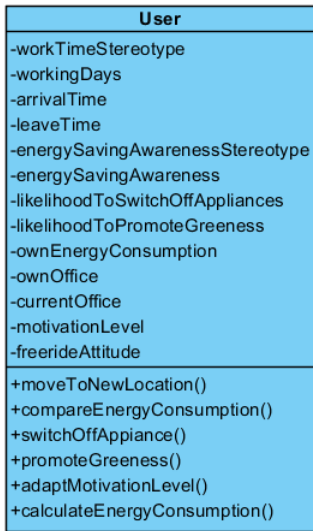 User
-workTimeStereotype
-workingDays
-arrivalTime
-leaveTime
-energySavingAwarenessStereotype
-energySavingAwareness
-likelihoodToSwitchOffAppliances
-likelihoodToPromoteGreeness
-ownEnergyConsumption
-ownOffice
-currentOffice
-motivationLevel
-freerideAttitude
+moveToNewLocation()
+compareEnergyConsumption()
+switchOffAppiance()
+promoteGreeness()
+adaptMotivationLevel()
+calculateEnergyConsumption()